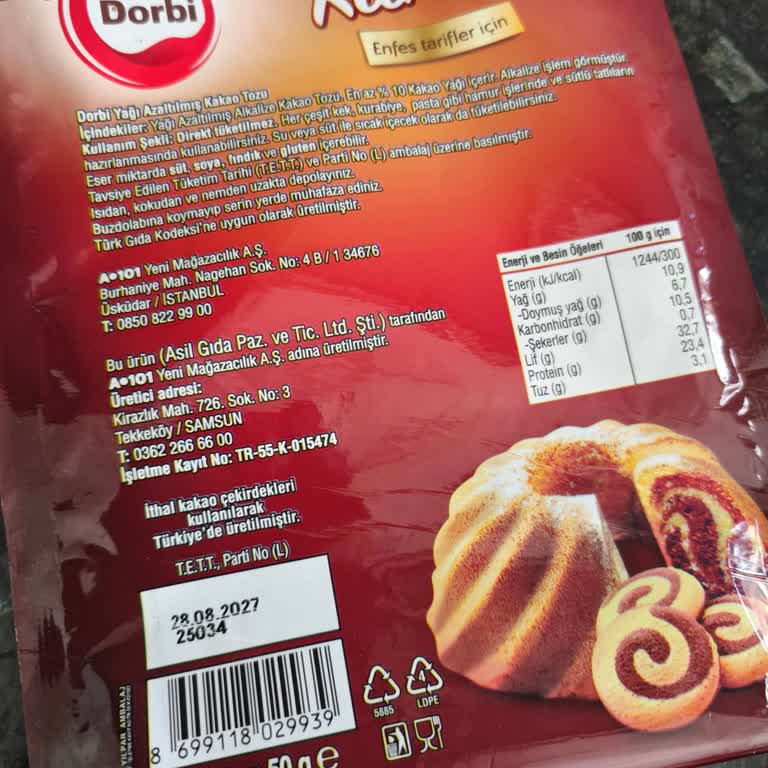 Dorbi
Enfes tarifler için
Dorbi Yağı Azaltılmış Kakao Tozu
İçindekiler: Yağı Azaltılmış Alkalize Kakao Tozu. En az % 10 Kakao Yağı içerir. Alkalize işlem görmüştür.
Kullanım Şekli: Direkt tüketilmez. Her çeşit kek, kurabiye, pasta gibi hamur işlerinde ve sütlü tatlıların
hazırlanmasında kullanabilirsiniz. Su veya süt ile sıcak içecek olarak da tüketilebilirsiniz.
Eser miktarda süt, soya, fındık ve gluten içerebilir.
Tavsiye Edilen Tüketim Tarihi (T.E.T.T.) ve Parti No (L) ambalaj üzerine basılmıştır.
Isıdan, kokudan ve nemden uzakta depolayınız.
Buzdolabına koymayıp serin yerde muhafaza ediniz.
Türk Gıda Kodeksi'ne uygun olarak üretilmiştir.
A101 Yeni Mağazacılık A.Ş.
Burhaniye Mah. Nagehan Sok. No: 4 B / 1 34676
Üsküdar / İSTANBUL
T: 0850 822 99 00
Bu ürün (Asil Gıda Paz. ve Tic. Ltd. Şti.) tarafından
A101 Yeni Mağazacılık A.Ş. adına üretilmiştir.
Üretici adresi:
Kirazlık Mah. 726. Sok. No: 3
Tekkeköy / SAMSUN
T: 0362 266 66 00
İşletme Kayıt No: TR-55-K-015474
İthal kakao çekirdekleri
kullanılarak
Türkiye'de üretilmiştir.
T.E.T.T., Parti No (L)
28.08.2027
25034
8 699118 029939
50 g e
Enerji ve Besin Öğeleri 100 g için
Enerji (kJ/kcal) 1244/300
Yağ (g) 10,9
-Doymuş yağ (g) 6,7
Karbonhidrat (g) 10,5
-Şekerler (g) 0,7
Lif (g) 32,7
Protein (g) 23,4
Tuz (g) 3,1
5885
LDPE
YILPAR AMBALAJ